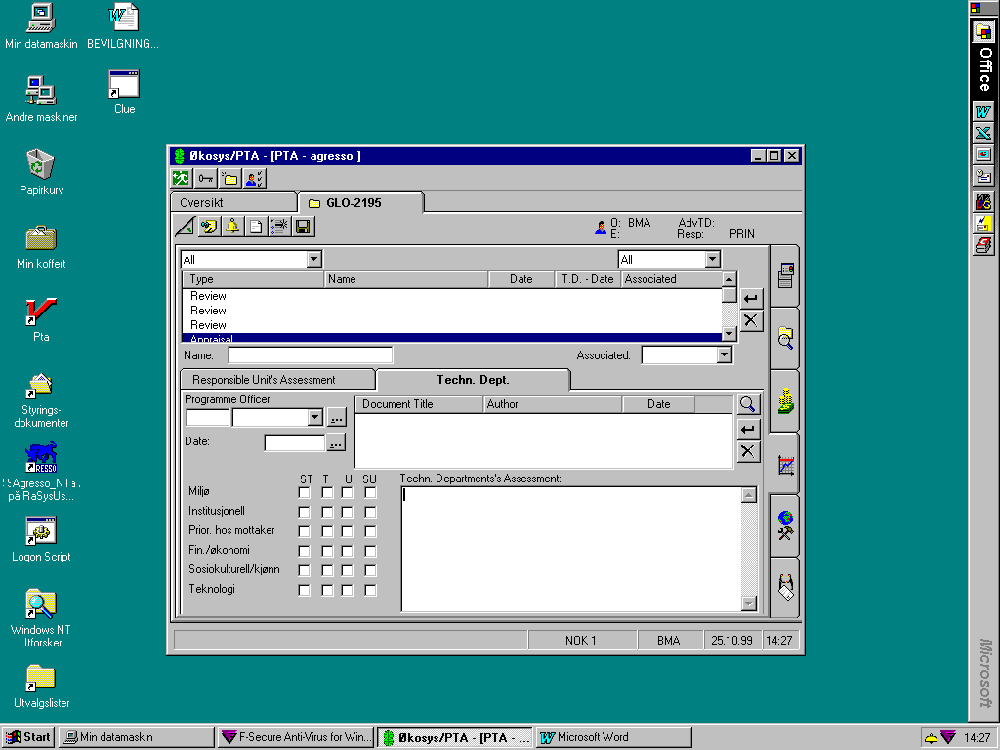 Min datamaskin
BEVILGNING...
Andre maskiner
Clue
Papirkurv
Min koffert
Pta
Styrings-
dokumenter
RESSO
Agresso_NT
på RaSysUs...
Logon Script
Windows NT
Utforsker
Utvalgslister
Office
Microsoft
Økosys/PTA - [PTA - agresso ]
Oversikt
GLO-2195
O: BMA AdvTD:
E: Resp: PRIN
All All
Type Name Date T.D. - Date Associated
Review
Review
Review
Appraisal
Name: Associated:
Responsible Unit's Assessment Techn. Dept.
Programme Officer:
Document Title Author Date
...
Date:
...
ST T U SU
Techn. Departments's Assessment:
Miljø
Institusjonell
Prior. hos mottaker
Fin./økonomi
Sosiokulturell/kjønn
Teknologi
NOK 1 BMA 25.10.99 14:27
Start Min datamaskin F-Secure Anti-Virus for Win... Økosys/PTA - [PTA - ... Microsoft Word 14:27